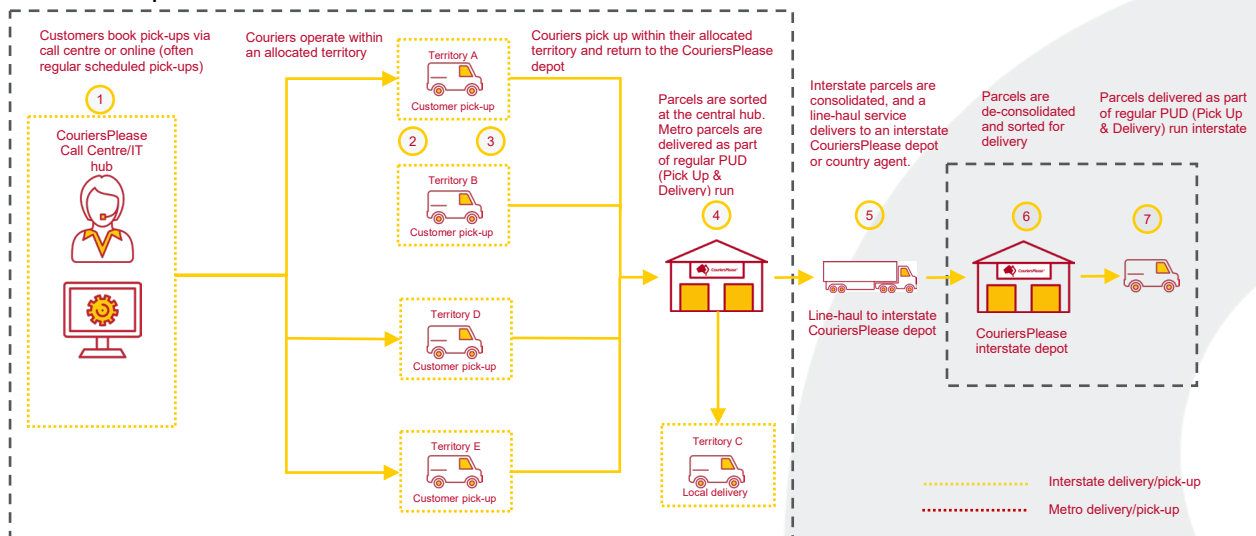 Customers book pick-ups via
call centre or online (often
regular scheduled pick-ups)
1
CouriersPlease
Call Centre/IT
hub
Couriers operate within
an allocated territory
Couriers pick up within their allocated
territory and return to the CouriersPlease
depot
Territory A
Customer pick-up
2
3
Territory B
Customer pick-up
Territory D
Customer pick-up
Territory E
Customer pick-up
Parcels are sorted
at the central hub.
Metro parcels are
delivered as part
of regular PUD
(Pick Up &
Delivery) run
4
CouriersPlease
Territory C
Local delivery
Interstate parcels are
consolidated, and a
line-haul service
delivers to an interstate
CouriersPlease depot
or country agent.
5
Line-haul to interstate
CouriersPlease depot
Parcels are
de-consolidated
and sorted for
delivery
6
CouriersPlease
CouriersPlease
interstate depot
Parcels delivered as part
of regular PUD (Pick Up
& Delivery) run interstate
7
Interstate delivery/pick-up
Metro delivery/pick-up